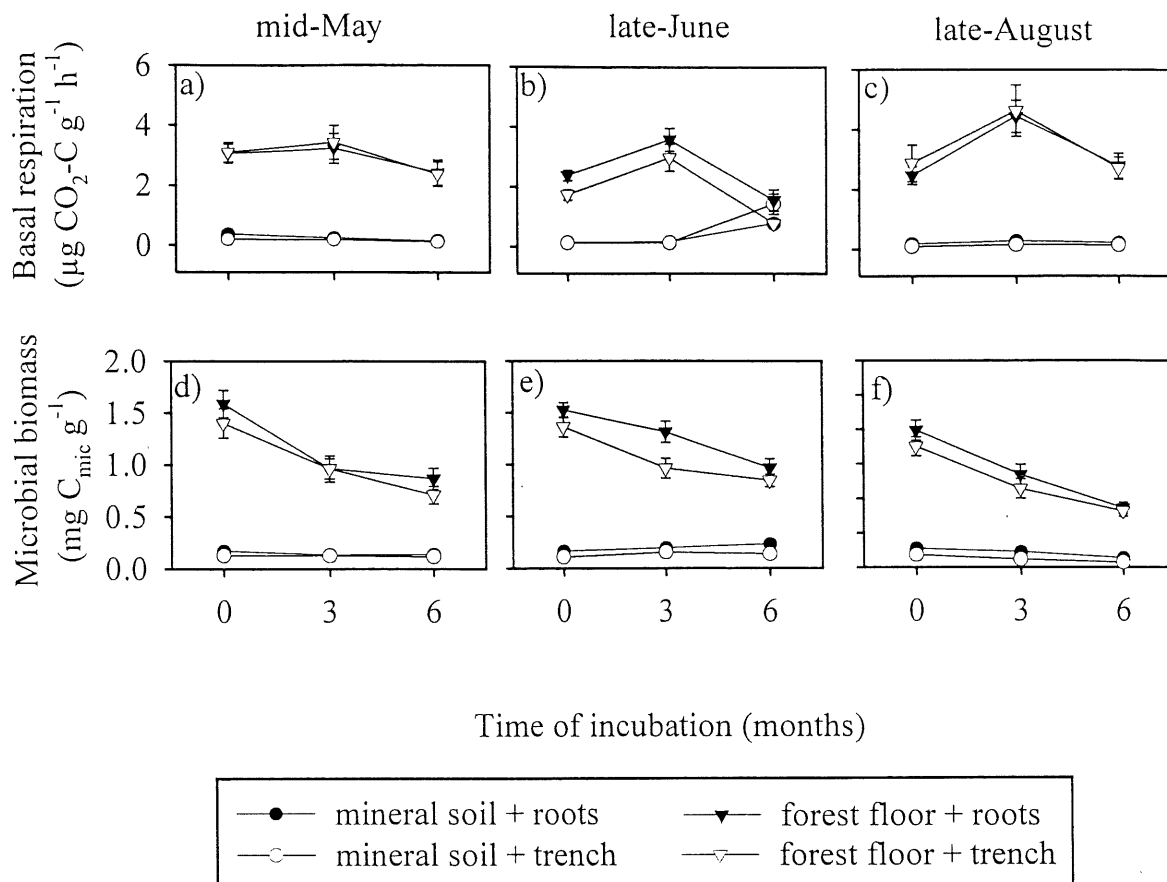 mid-May late-June late-August
Basal respiration
(µg CO₂-C g⁻¹ h⁻¹)
6
4
2
0
a)
b)
c)
Microbial biomass
(mg Cmic g⁻¹)
2.0
1.5
1.0
0.5
0.0
d)
e)
f)
0 3 6 0 3 6 0 3 6
Time of incubation (months)
mineral soil + roots forest floor + roots
mineral soil + trench forest floor + trench